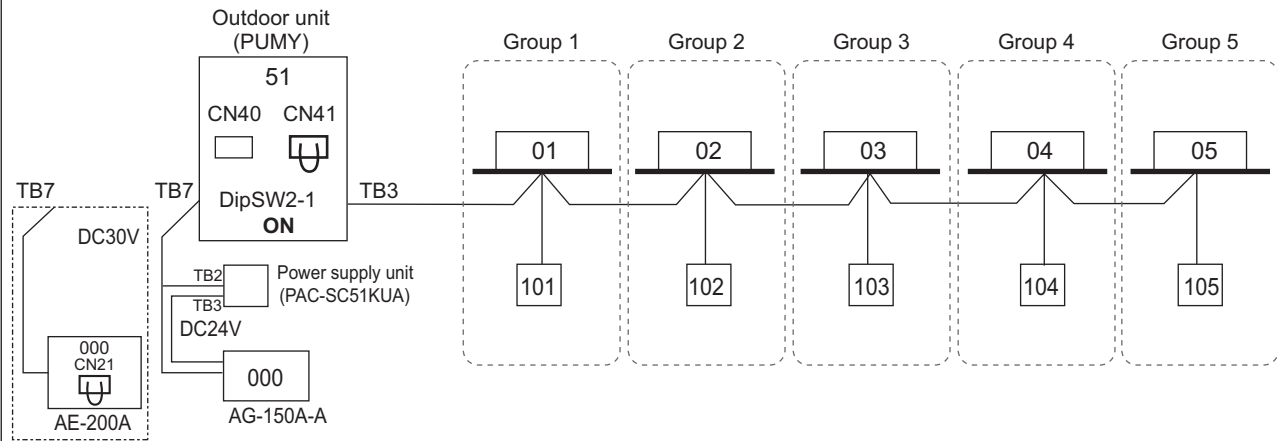 Outdoor unit
(PUMY)
51
CN40 CN41
DipSW2-1
ON
TB7
TB7
TB3
DC30V
TB2
TB3
Power supply unit
(PAC-SC51KUA)
DC24V
000
CN21
AE-200A
000
AG-150A-A
Group 1 Group 2 Group 3 Group 4 Group 5
01 02 03 04 05
101 102 103 104 105